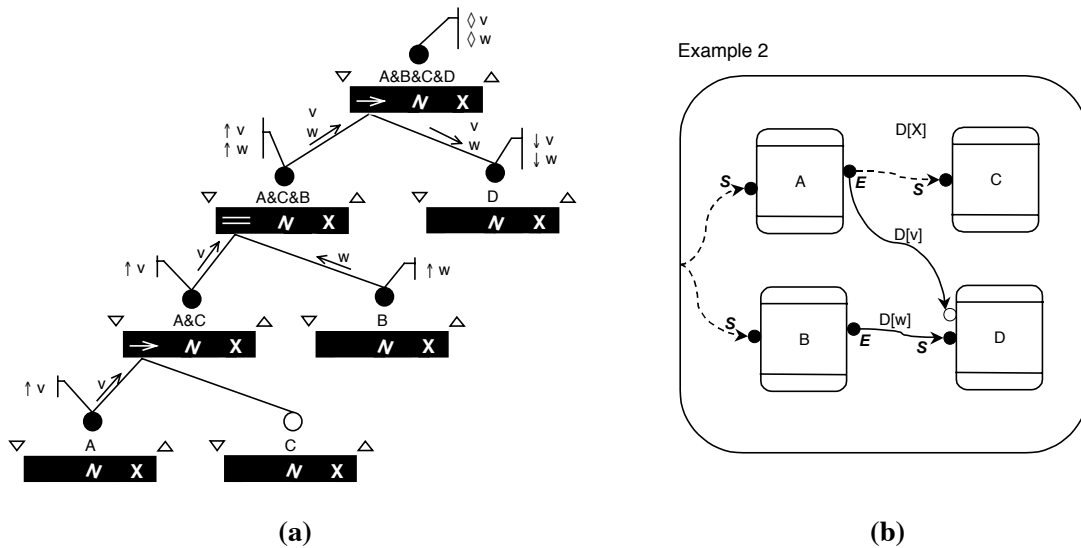 ◊ v
◊ w
A&B&C&D
N X
v
w
v
w
↑ v
↑ w
↓ v
↓ w
A&C&B
N X
D
N X
v
w
↑ v
↑ w
A&C
N X
B
N X
v
↑ v
A
N X
C
N X
(a)
Example 2
D[X]
A
E
S
C
S
D[v]
S
B
E
D[w]
S
D
(b)